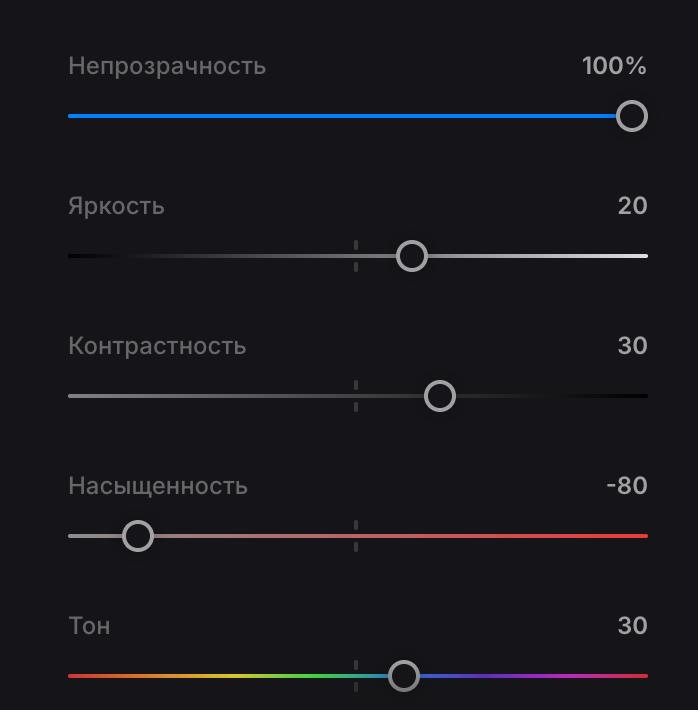 Непрозрачность 100%
Яркость 20
Контрастность 30
Насыщенность -80
Тон 30